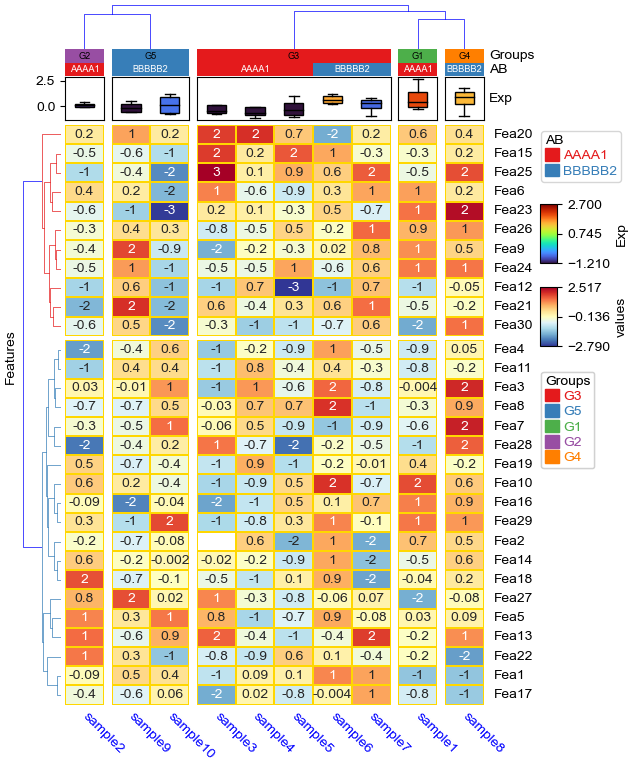 G2 G5 G3 G1 G4 Groups
AAAA1 BBBBB2 AAAA1 BBBBB2 AAAA1 BBBBB2 AB
2.5
0.0
Exp
0.2 1 0.2 2 2 0.7 -2 0.2 0.6 0.4 Fea20
-0.5 -0.6 -1 2 0.2 2 1 -0.3 -0.3 0.2 Fea15
-1 -0.4 -2 3 0.1 0.9 0.6 2 -0.5 2 Fea25
0.4 0.2 -2 1 -0.6 -0.9 0.3 1 1 0.2 Fea6
-0.6 -1 -3 0.2 0.1 -0.3 0.5 -0.7 1 2 Fea23
-0.3 0.4 0.3 -0.8 -0.5 0.5 -0.2 1 0.9 1 Fea26
-0.4 2 -0.9 -2 -0.2 -0.3 0.02 0.8 1 0.5 Fea9
-0.5 1 -1 -0.5 -0.5 1 -0.6 0.6 1 1 Fea24
-1 0.6 -1 -1 0.7 -3 -1 0.7 -1 -0.05 Fea12
-2 2 -2 0.6 -0.4 0.3 0.6 1 -0.5 -0.2 Fea21
-0.6 0.5 -2 -0.3 -1 -1 -0.7 0.6 -2 1 Fea30
-2 -0.4 0.6 -1 -0.2 -0.9 1 -0.5 -0.9 0.05 Fea4
-1 0.4 0.4 -1 0.8 -0.4 0.4 -0.3 -0.8 -0.2 Fea11
0.03 -0.01 1 -1 1 0.6 2 -0.8 -0.004 2 Fea3
-0.7 -0.7 0.5 -0.03 0.7 0.7 2 -1 -0.3 0.9 Fea8
-0.3 -0.5 1 -0.06 0.5 -0.9 -1 -0.9 -0.6 2 Fea7
-2 -0.4 0.2 1 -0.7 -2 -0.2 -0.5 -1 2 Fea28
0.5 -0.7 -0.4 -1 0.9 -1 -0.2 -0.01 0.4 -0.2 Fea19
0.6 0.2 -0.4 -1 -0.9 0.5 2 0.7 2 0.6 Fea10
-0.09 -2 -0.04 -2 -1 0.5 0.1 0.7 1 0.9 Fea16
0.3 -1 2 -1 -0.8 0.3 1 -0.1 1 1 Fea29
-0.2 -0.7 -0.08 0.6 -2 1 -2 0.7 0.5 Fea2
0.6 -0.2 -0.002 -0.02 -0.2 -0.9 1 -2 -0.5 0.6 Fea14
2 -0.7 -0.1 -0.5 -1 0.1 0.9 -2 -0.04 0.2 Fea18
0.8 2 0.02 1 -0.3 -0.8 -0.06 0.07 -2 -0.08 Fea27
1 0.3 1 0.8 -1 -0.7 0.9 -0.08 0.03 0.09 Fea5
1 -0.6 0.9 2 -0.4 -1 -0.4 2 -0.2 1 Fea13
1 0.3 -1 -0.8 -0.9 0.6 0.1 -0.4 -0.2 -2 Fea22
-0.09 0.5 0.4 -1 0.09 0.1 1 1 -1 -1 Fea1
-0.4 -0.6 0.06 -2 0.02 -0.8 -0.004 1 -0.8 -1 Fea17
sample2 sample9 sample10 sample3 sample4 sample5 sample6 sample7 sample1 sample8
Features
AB
AAAA1
BBBBB2
2.700
0.745
-1.210
Exp
2.517
-0.136
-2.790
values
Groups
G3
G5
G1
G2
G4